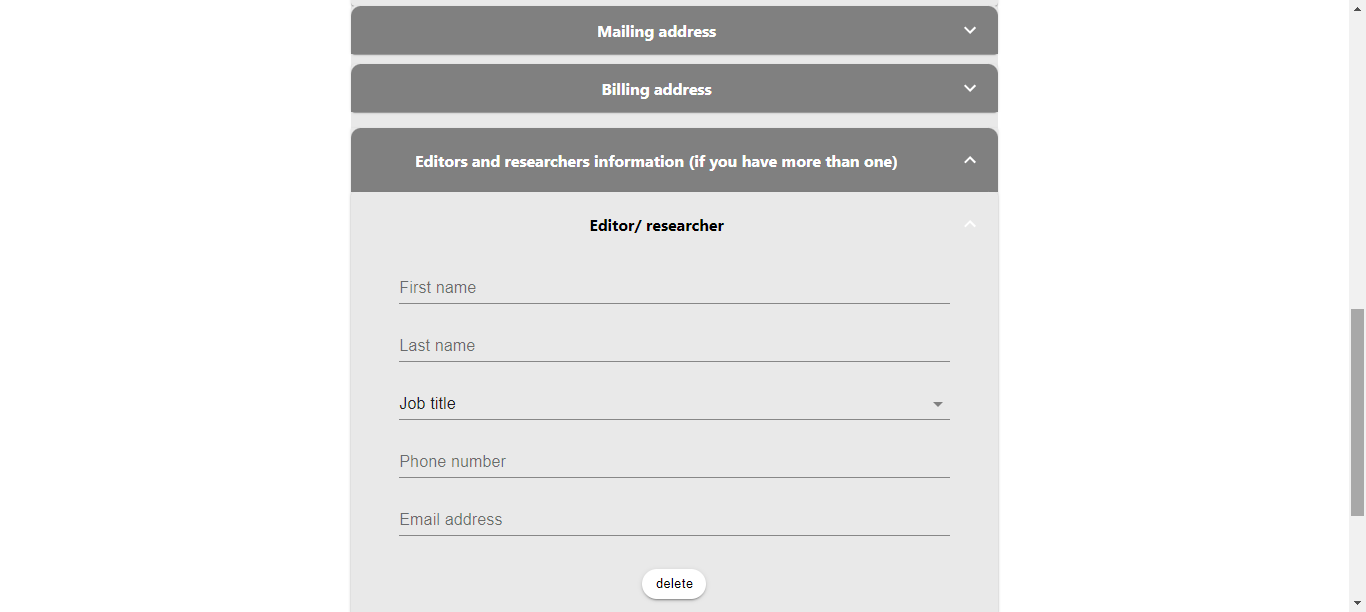 Mailing address
Billing address
Editors and researchers information (if you have more than one)
Editor/ researcher
First name
Last name
Job title
Phone number
Email address
delete